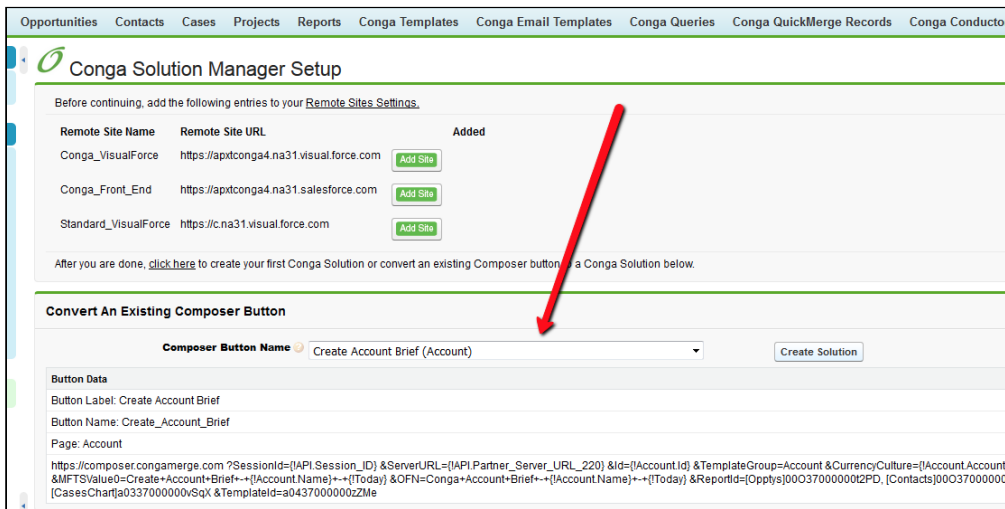 Opportunities Contacts Cases Projects Reports Conga Templates Conga Email Templates Conga Queries Conga QuickMerge Records Conga Conducto
Conga Solution Manager Setup
Before continuing, add the following entries to your Remote Sites Settings.
Remote Site Name Remote Site URL Added
Conga_VisualForce https://apxtconga4.na31.visual.force.com Add Site
Conga_Front_End https://apxtconga4.na31.salesforce.com Add Site
Standard_VisualForce https://c.na31.visual.force.com Add Site
After you are done, click here to create your first Conga Solution or convert an existing Composer button a Conga Solution below.
Convert An Existing Composer Button
Composer Button Name Create Account Brief (Account) Create Solution
Button Data
Button Label: Create Account Brief
Button Name: Create_Account_Brief
Page: Account
https://composer.congamerge.com ?SessionId={!API.Session_ID} &ServerURL={!API.Partner_Server_URL_220} &Id={!Account.Id} &TemplateGroup=Account &CurrencyCulture={!Account.Account
&MFTSValue0=Create+Account+Brief+-+{!Account.Name}+-+{!Today} &OFN=Conga+Account+Brief+-+{!Account.Name}+-+{!Today} &ReportId=[Opptys]00O37000000t2PD, [Contacts]00O3700000
[CasesChart]a0337000000vSqX &TemplateId=a0437000000zZMe